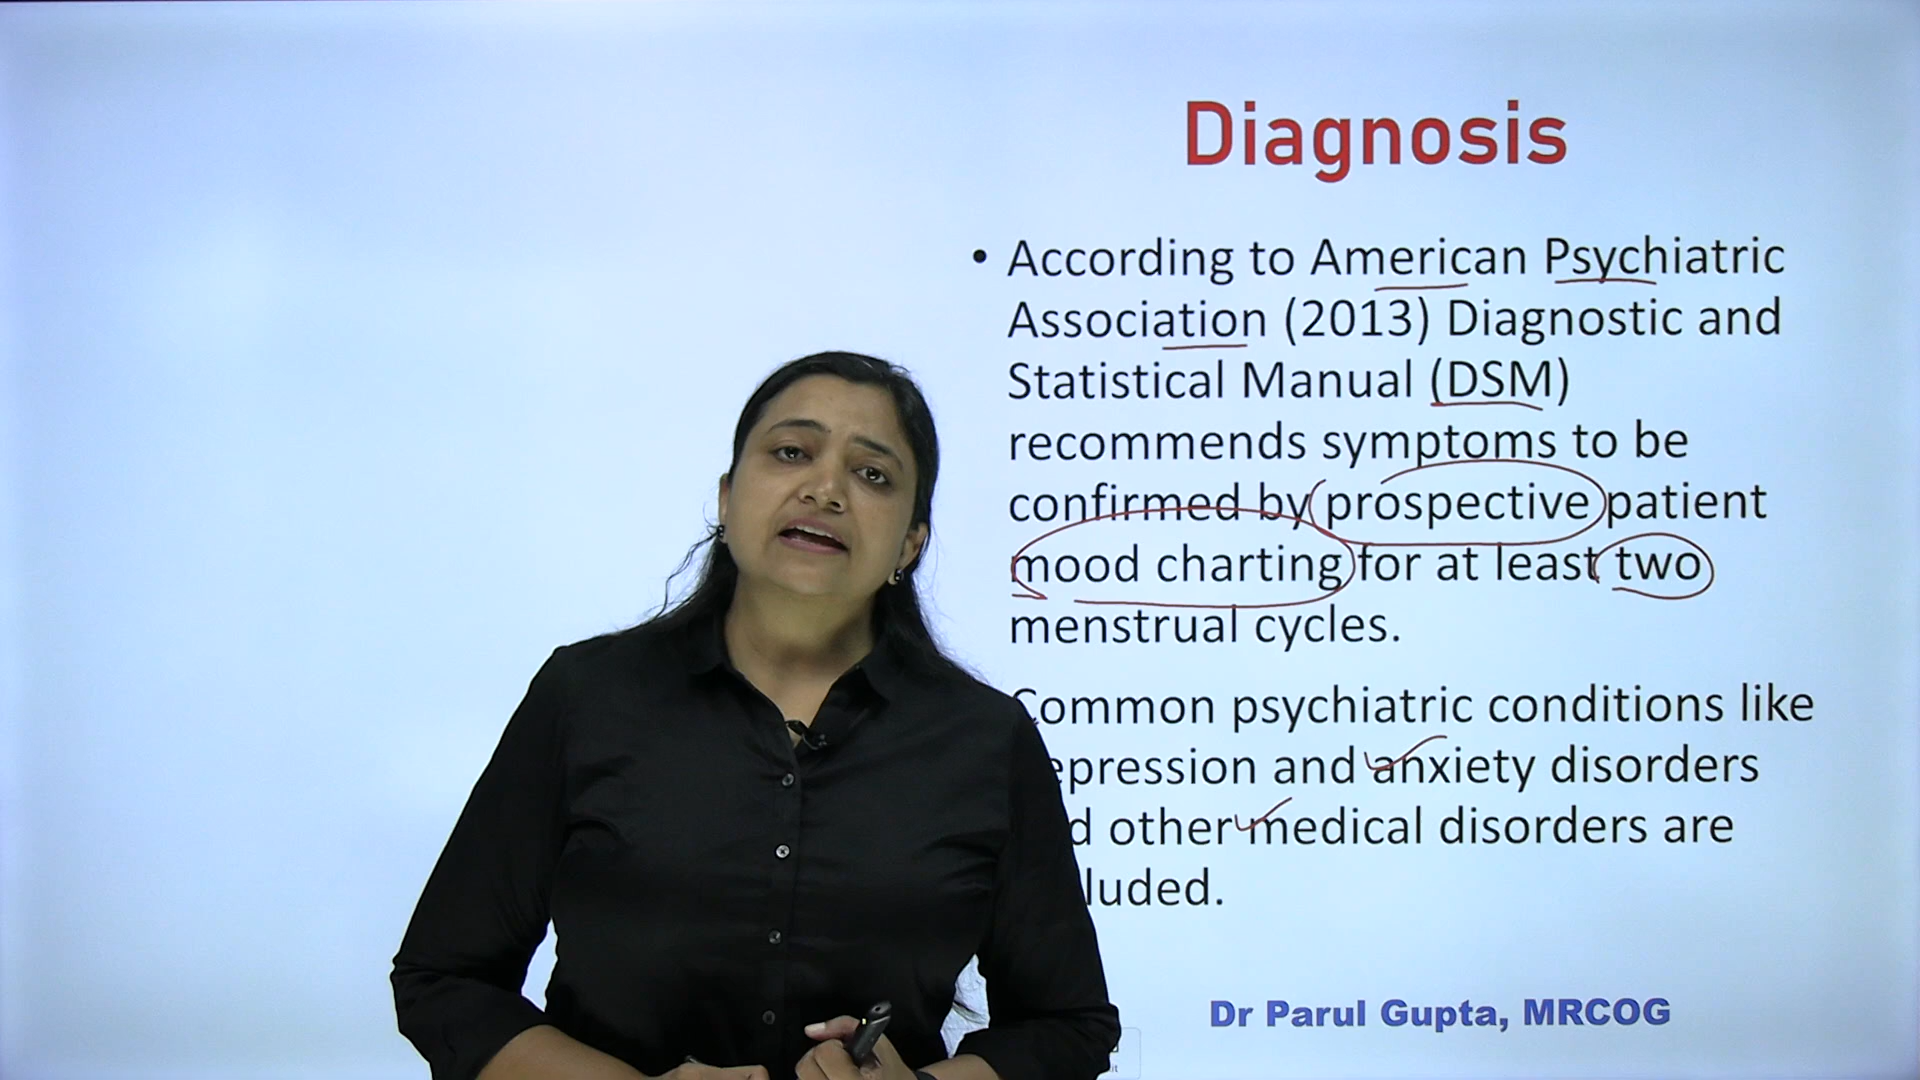 Diagnosis
• According to American Psychiatric
Association (2013) Diagnostic and
Statistical Manual (DSM)
recommends symptoms to be
confirmed by prospective patient
mood charting for at least two
menstrual cycles.
Common psychiatric conditions like
epression and anxiety disorders
d other medical disorders are
luded.
Dr Parul Gupta, MRCOG